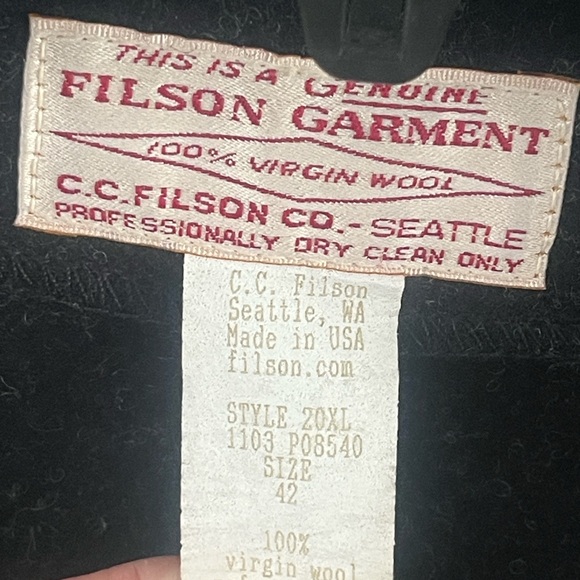 THIS IS A GENUINE
FILSON GARMENT
100% VIRGIN WOOL
C.C. FILSON CO. - SEATTLE
PROFESSIONALLY DRY CLEAN ONLY
C.C. Filson
Seattle, WA
Made in USA
filson.com
STYLE 20XL
1103 P08540
SIZE
42
100%
virgin wool